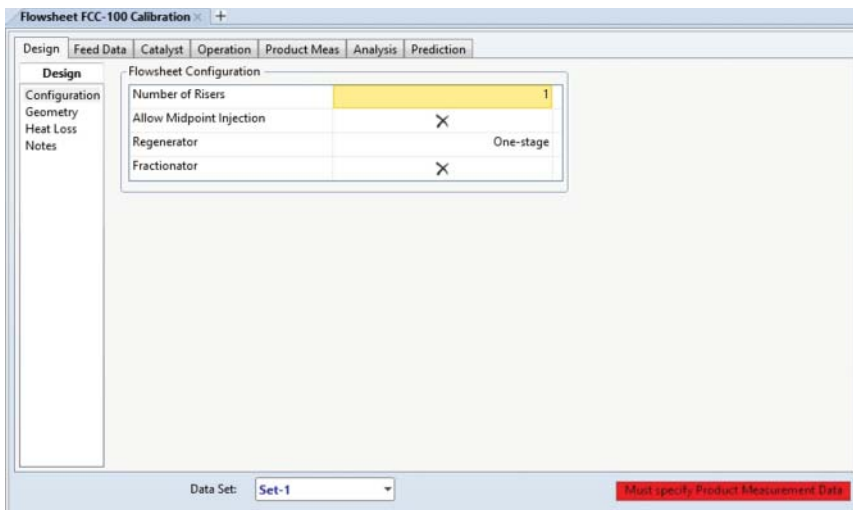 Flowsheet FCC-100 Calibration × +
Design Feed Data Catalyst Operation Product Meas Analysis Prediction
Design
Configuration
Geometry
Heat Loss
Notes
Flowsheet Configuration
Number of Risers 1
Allow Midpoint Injection
Regenerator One-stage
Fractionator
Data Set: Set-1
Must specify Product Measurement Data